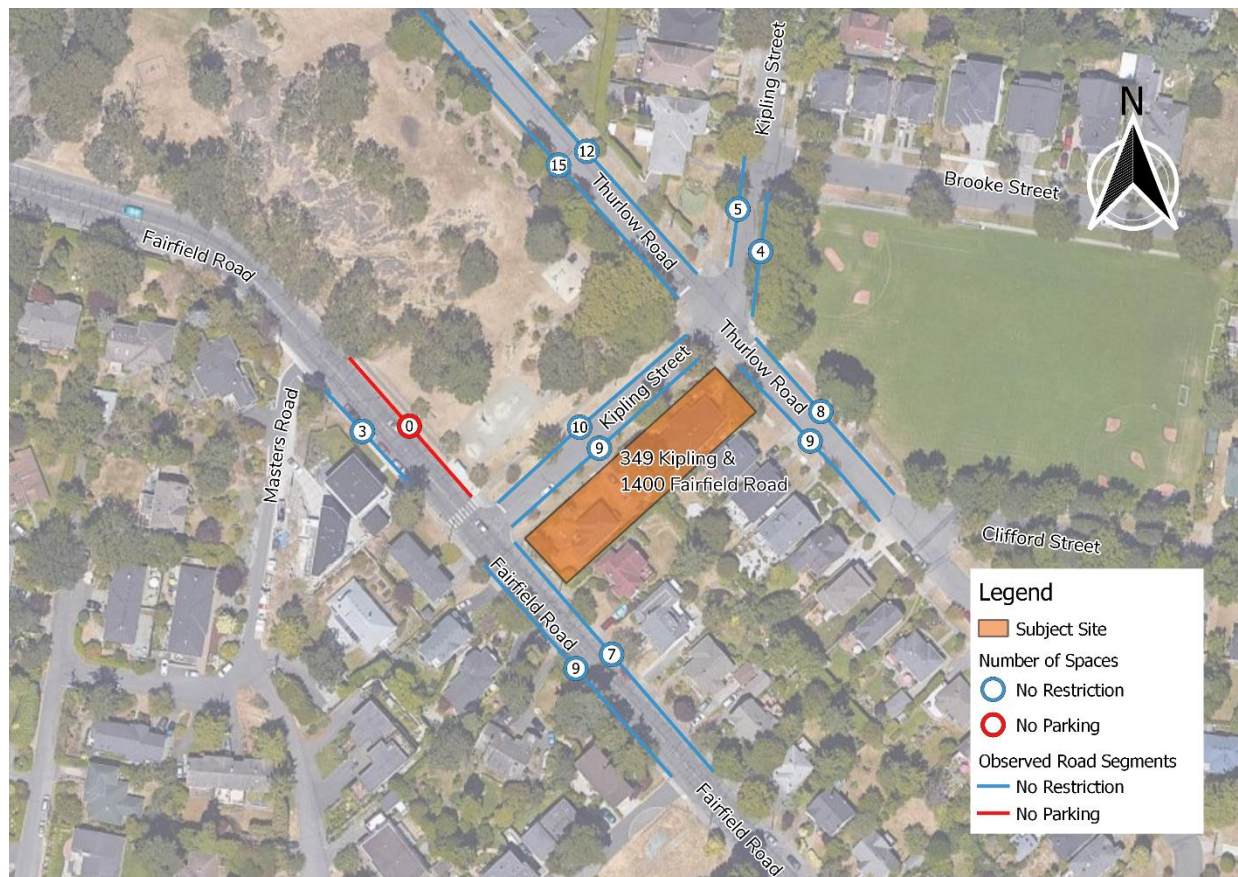 Kipling Street
N
Brooke Street
12
15
Thurlow Road
5
4
Fairfield Road
Thurlow Road
Kipling Street
8
9
10
9
3
0
Masters Road
349 Kipling &
1400 Fairfield Road
Clifford Street
Fairfield Road
7
9
Fairfield Road
Legend
Subject Site
Number of Spaces
No Restriction
No Parking
Observed Road Segments
No Restriction
No Parking